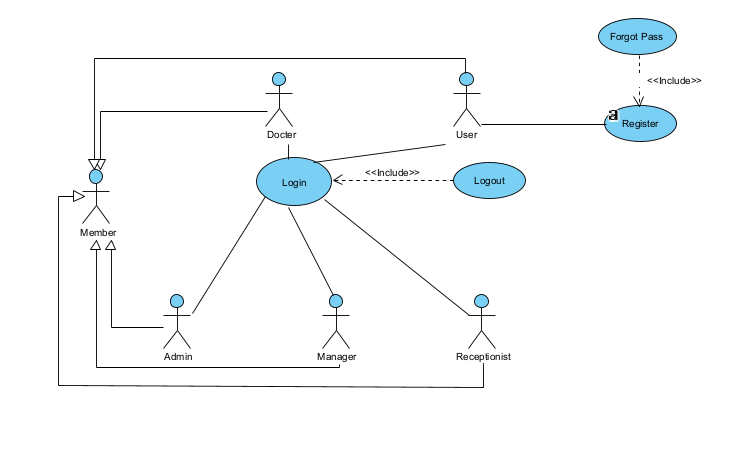 Forgot Pass
<<Include>>
a
Register
Docter
User
<<Include>>
Login
Logout
Member
Admin
Manager
Receptionist